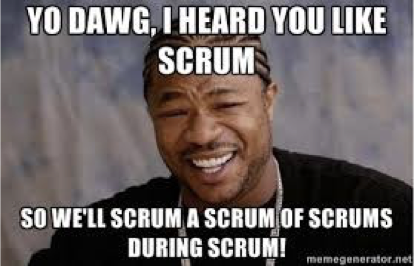 YO DAWG, I HEARD YOU LIKE
SCRUM
SO WE'LL SCRUM A SCRUM OF SCRUMS
DURING SCRUM!
memegenerator.net